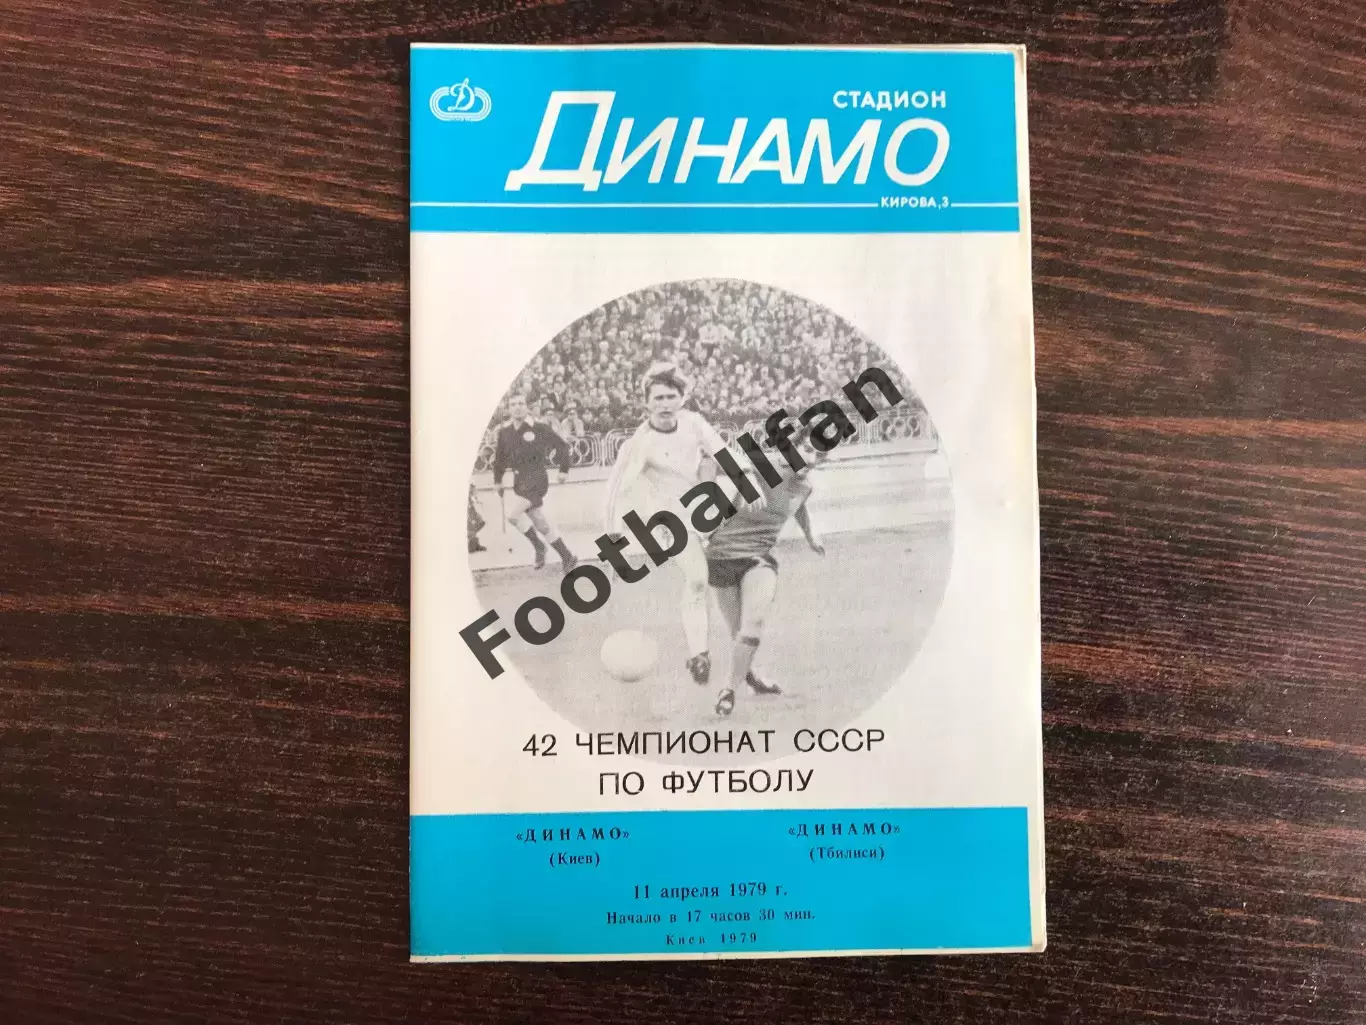 Д
СТАДИОН
ДИНАМО
КИРОВА,3
Footballfan
42 ЧЕМПИОНАТ СССР
ПО ФУТБОЛУ
«ДИНАМО» «ДИНАМО»
(Киев) (Тбилиси)
11 апреля 1979 г.
Начало в 17 часов 30 мин.
Киев 1979